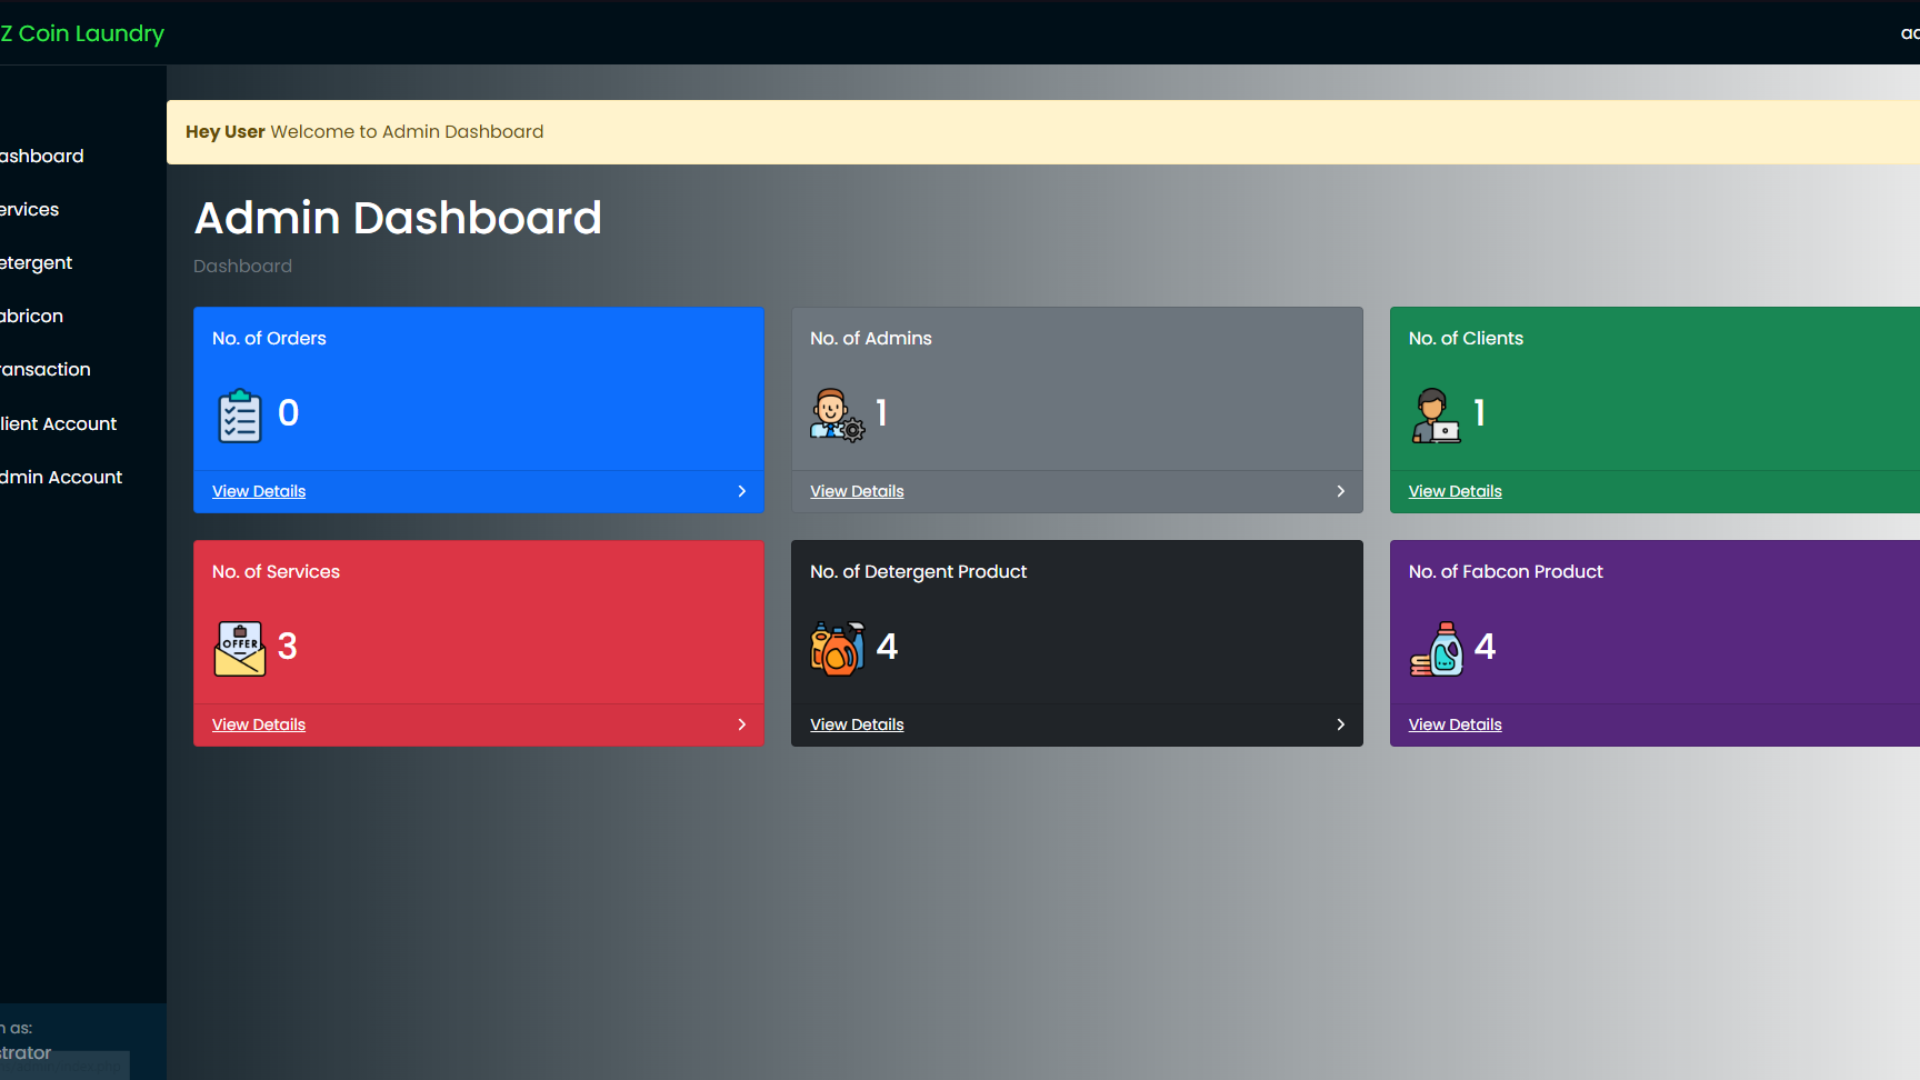 Z Coin Laundry
ad
ashboard
ervices
etergent
abricon
ransaction
lient Account
dmin Account
n as:
strator
Hey User Welcome to Admin Dashboard
Admin Dashboard
Dashboard
No. of Orders
0
View Details
No. of Admins
1
View Details
No. of Clients
1
View Details
No. of Services
OFFER
3
View Details
No. of Detergent Product
4
View Details
No. of Fabcon Product
4
View Details